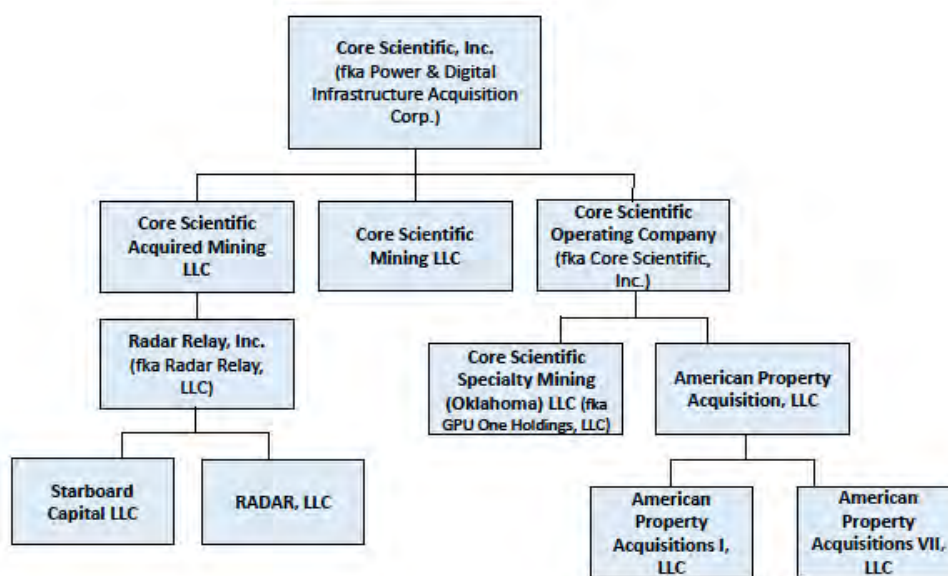 Core Scientific, Inc.
(fka Power & Digital
Infrastructure Acquisition
Corp.)
Core Scientific
Acquired Mining
LLC
Core Scientific
Mining LLC
Core Scientific
Operating Company
(fka Core Scientific,
Inc.)
Radar Relay, Inc.
(fka Radar Relay,
LLC)
Core Scientific
Specialty Mining
(Oklahoma) LLC (fka
GPU One Holdings, LLC)
American Property
Acquisition, LLC
Starboard
Capital LLC
RADAR, LLC
American
Property
Acquisitions I,
LLC
American
Property
Acquisitions VII,
LLC